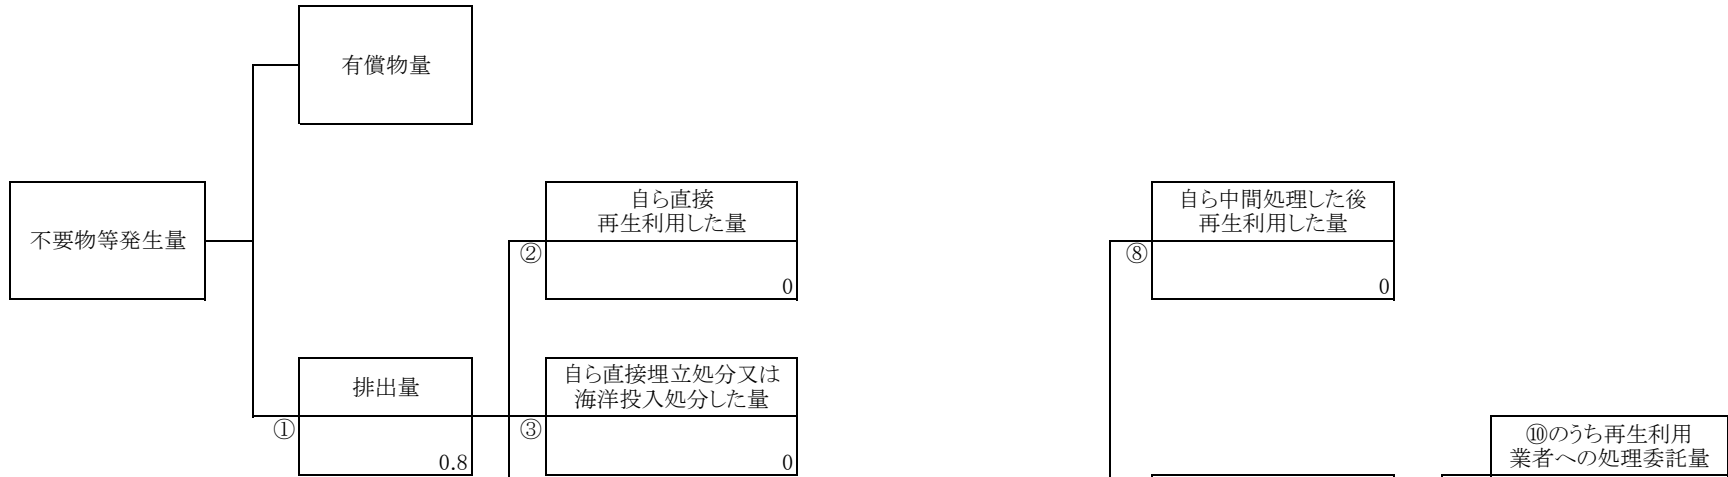 有償物量
不要物等発生量
自ら直接
再生利用した量
②
0
自ら中間処理した後
再生利用した量
⑧
0
排出量
①
0.8
自ら直接埋立処分又は
海洋投入処分した量
③
0
⑩のうち再生利用
業者への処理委託量